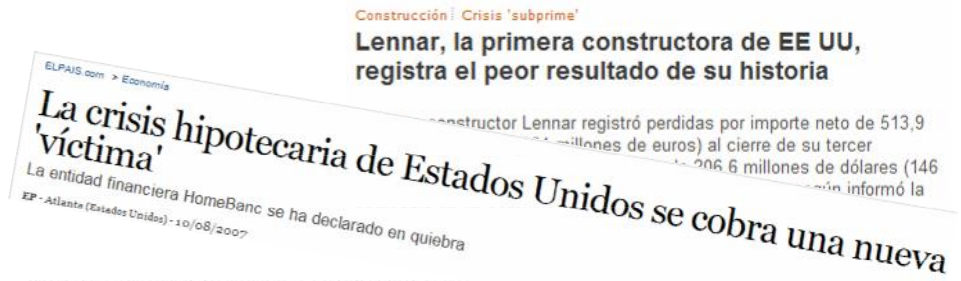 Construcción Crisis 'subprime'
Lennar, la primera constructora de EE UU,
registra el peor resultado de su historia
constructor Lennar registró perdidas por importe neto de 513,9
millones de euros) al cierre de su tercer
206,6 millones de dólares (146
según informó la
ELPAIS.com > Economía
La crisis hipotecaria de Estados Unidos se cobra una nueva
'víctima'
La entidad financiera HomeBanc se ha declarado en quiebra
EP - Atlanta (Estados Unidos) - 10/08/2007